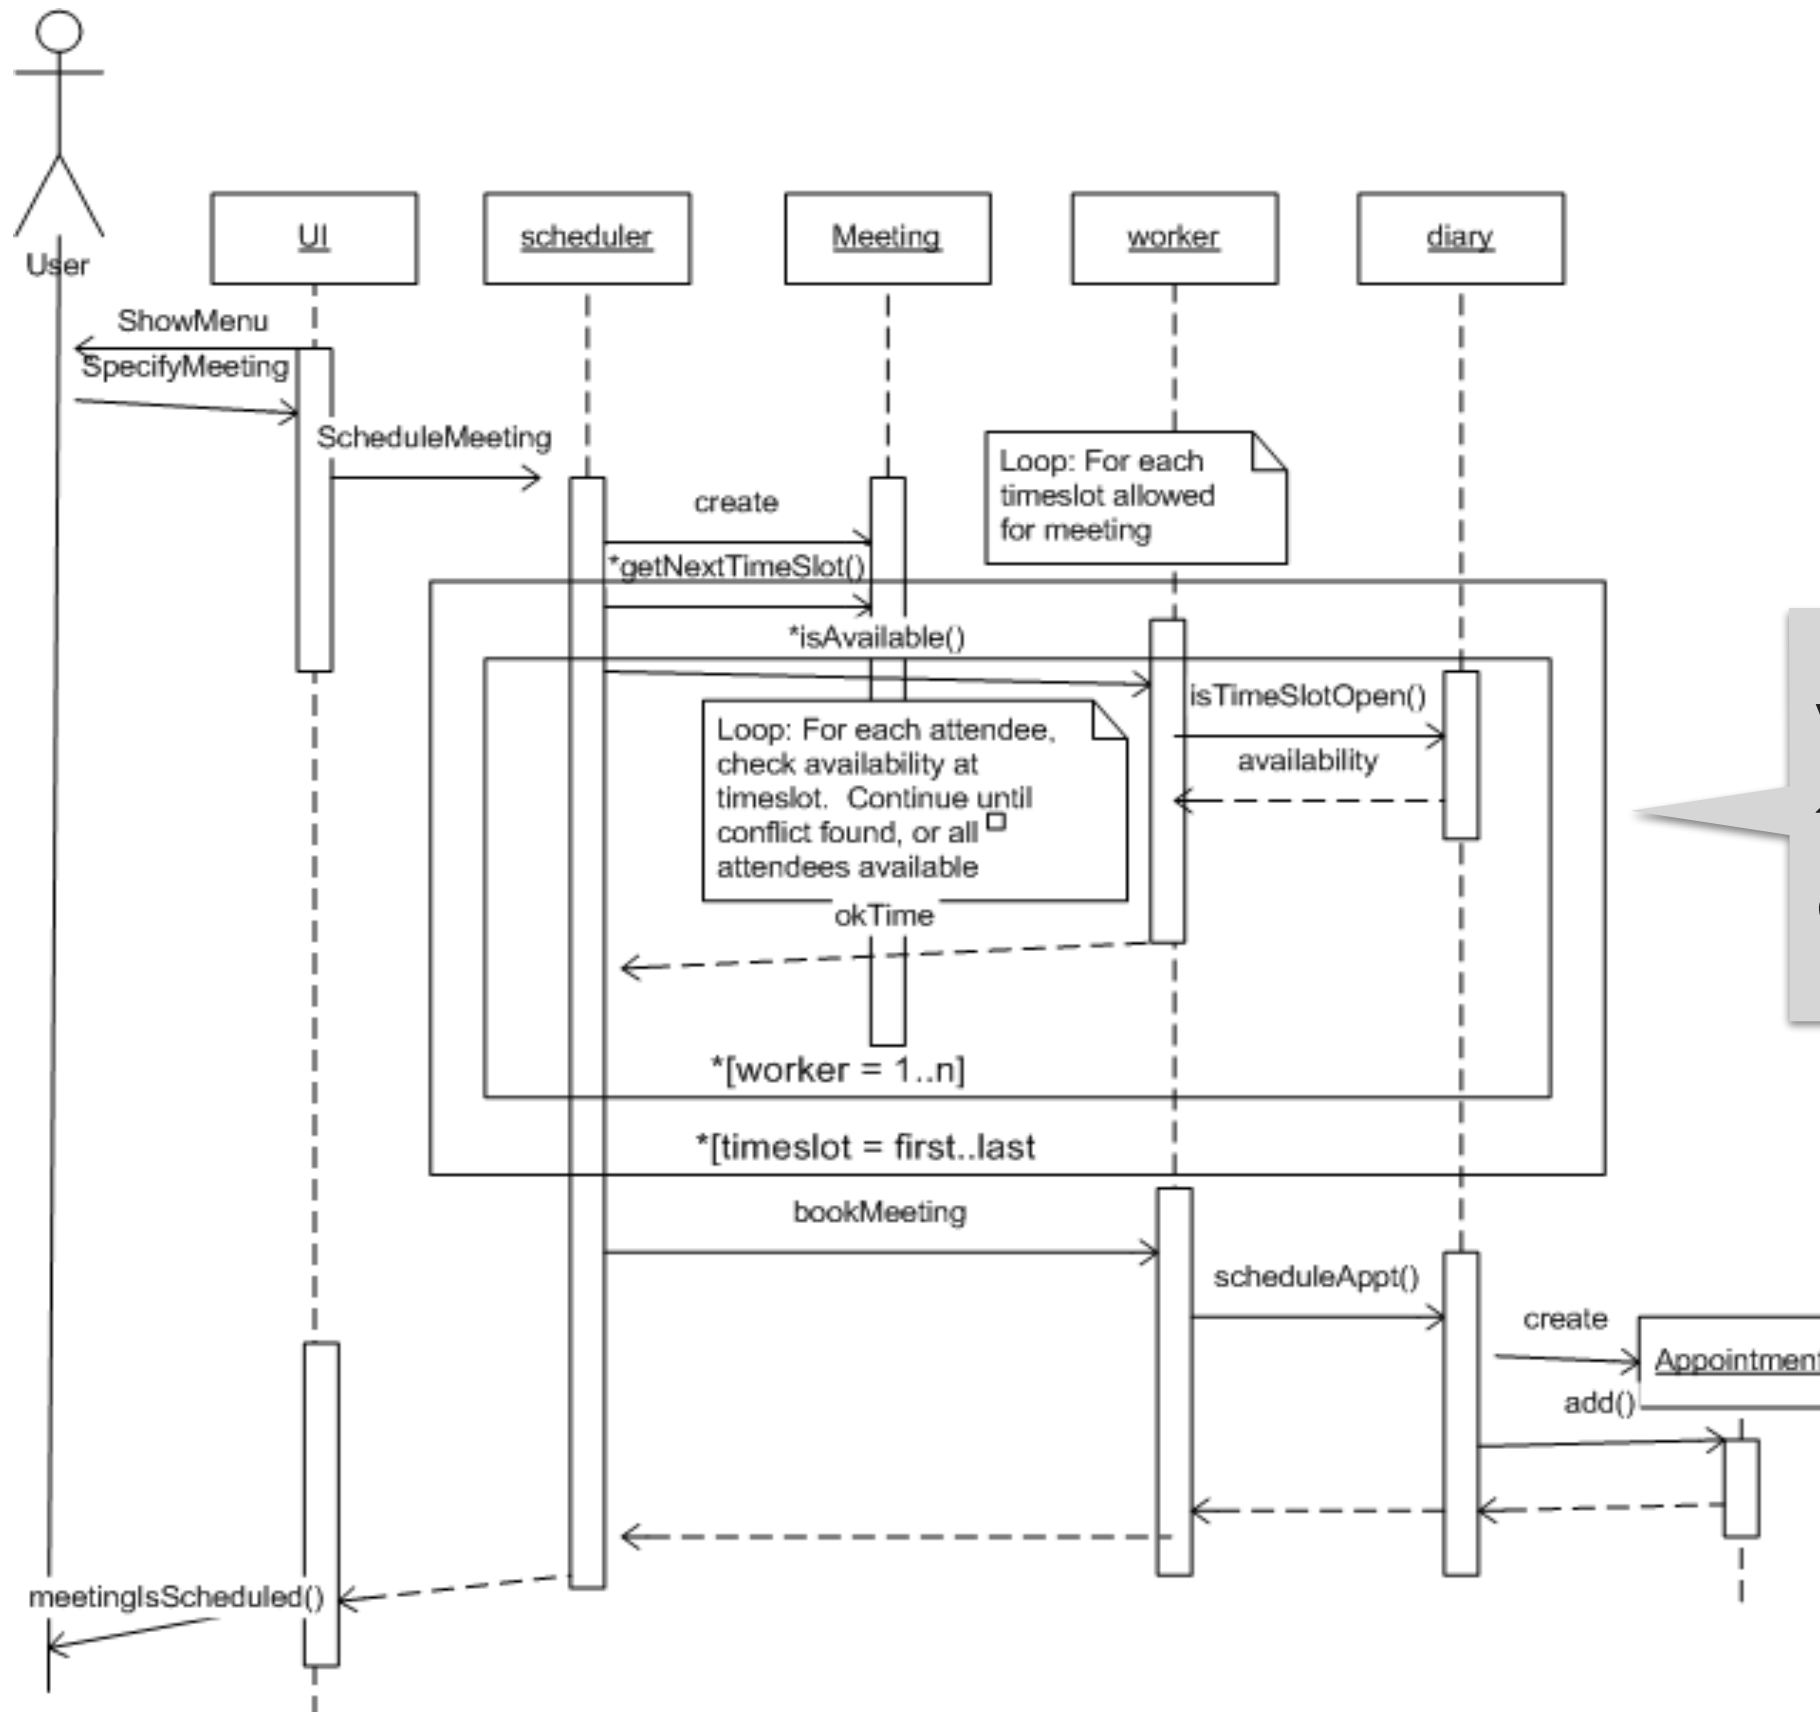 User
UI
scheduler
Meeting
worker
diary
ShowMenu
SpecifyMeeting
ScheduleMeeting
create
*getNextTimeSlot()
Loop: For each
timeslot allowed
for meeting
*isAvailable()
isTimeSlotOpen()
availability
Loop: For each attendee,
check availability at
timeslot. Continue until
conflict found, or all
attendees available
okTime
*[worker = 1..n]
*[timeslot = first..last
bookMeeting
scheduleAppt()
create
Appointment
add()
meetingIsScheduled()